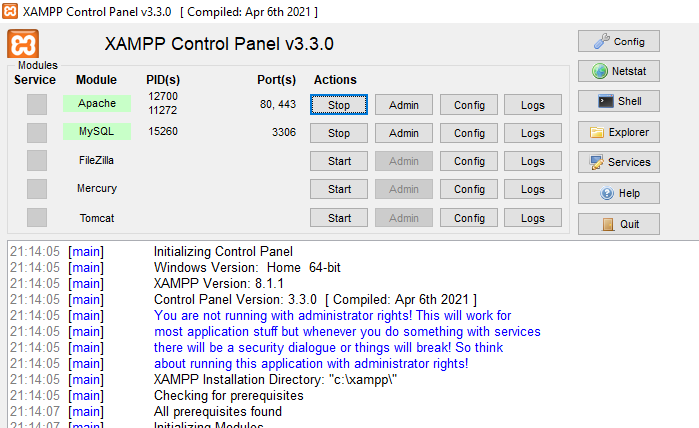 XAMPP Control Panel v3.3.0 [ Compiled: Apr 6th 2021 ]
XAMPP Control Panel v3.3.0
Config
Modules
Service Module PID(s) Port(s) Actions
Netstat
Apache 12700 11272 80, 443 Stop Admin Config Logs
Shell
MySQL 15260 3306 Stop Admin Config Logs
Explorer
FileZilla Start Admin Config Logs
Services
Mercury Start Admin Config Logs
Help
Tomcat Start Admin Config Logs
Quit
21:14:05 [main] Initializing Control Panel
21:14:05 [main] Windows Version: Home 64-bit
21:14:05 [main] XAMPP Version: 8.1.1
21:14:05 [main] Control Panel Version: 3.3.0 [ Compiled: Apr 6th 2021 ]
21:14:05 [main] You are not running with administrator rights! This will work for
21:14:05 [main] most application stuff but whenever you do something with services
21:14:05 [main] there will be a security dialogue or things will break! So think
21:14:05 [main] about running this application with administrator rights!
21:14:05 [main] XAMPP Installation Directory: "c:\xampp\"
21:14:05 [main] Checking for prerequisites
21:14:07 [main] All prerequisites found
21:14:07 [main] Initializing Modules